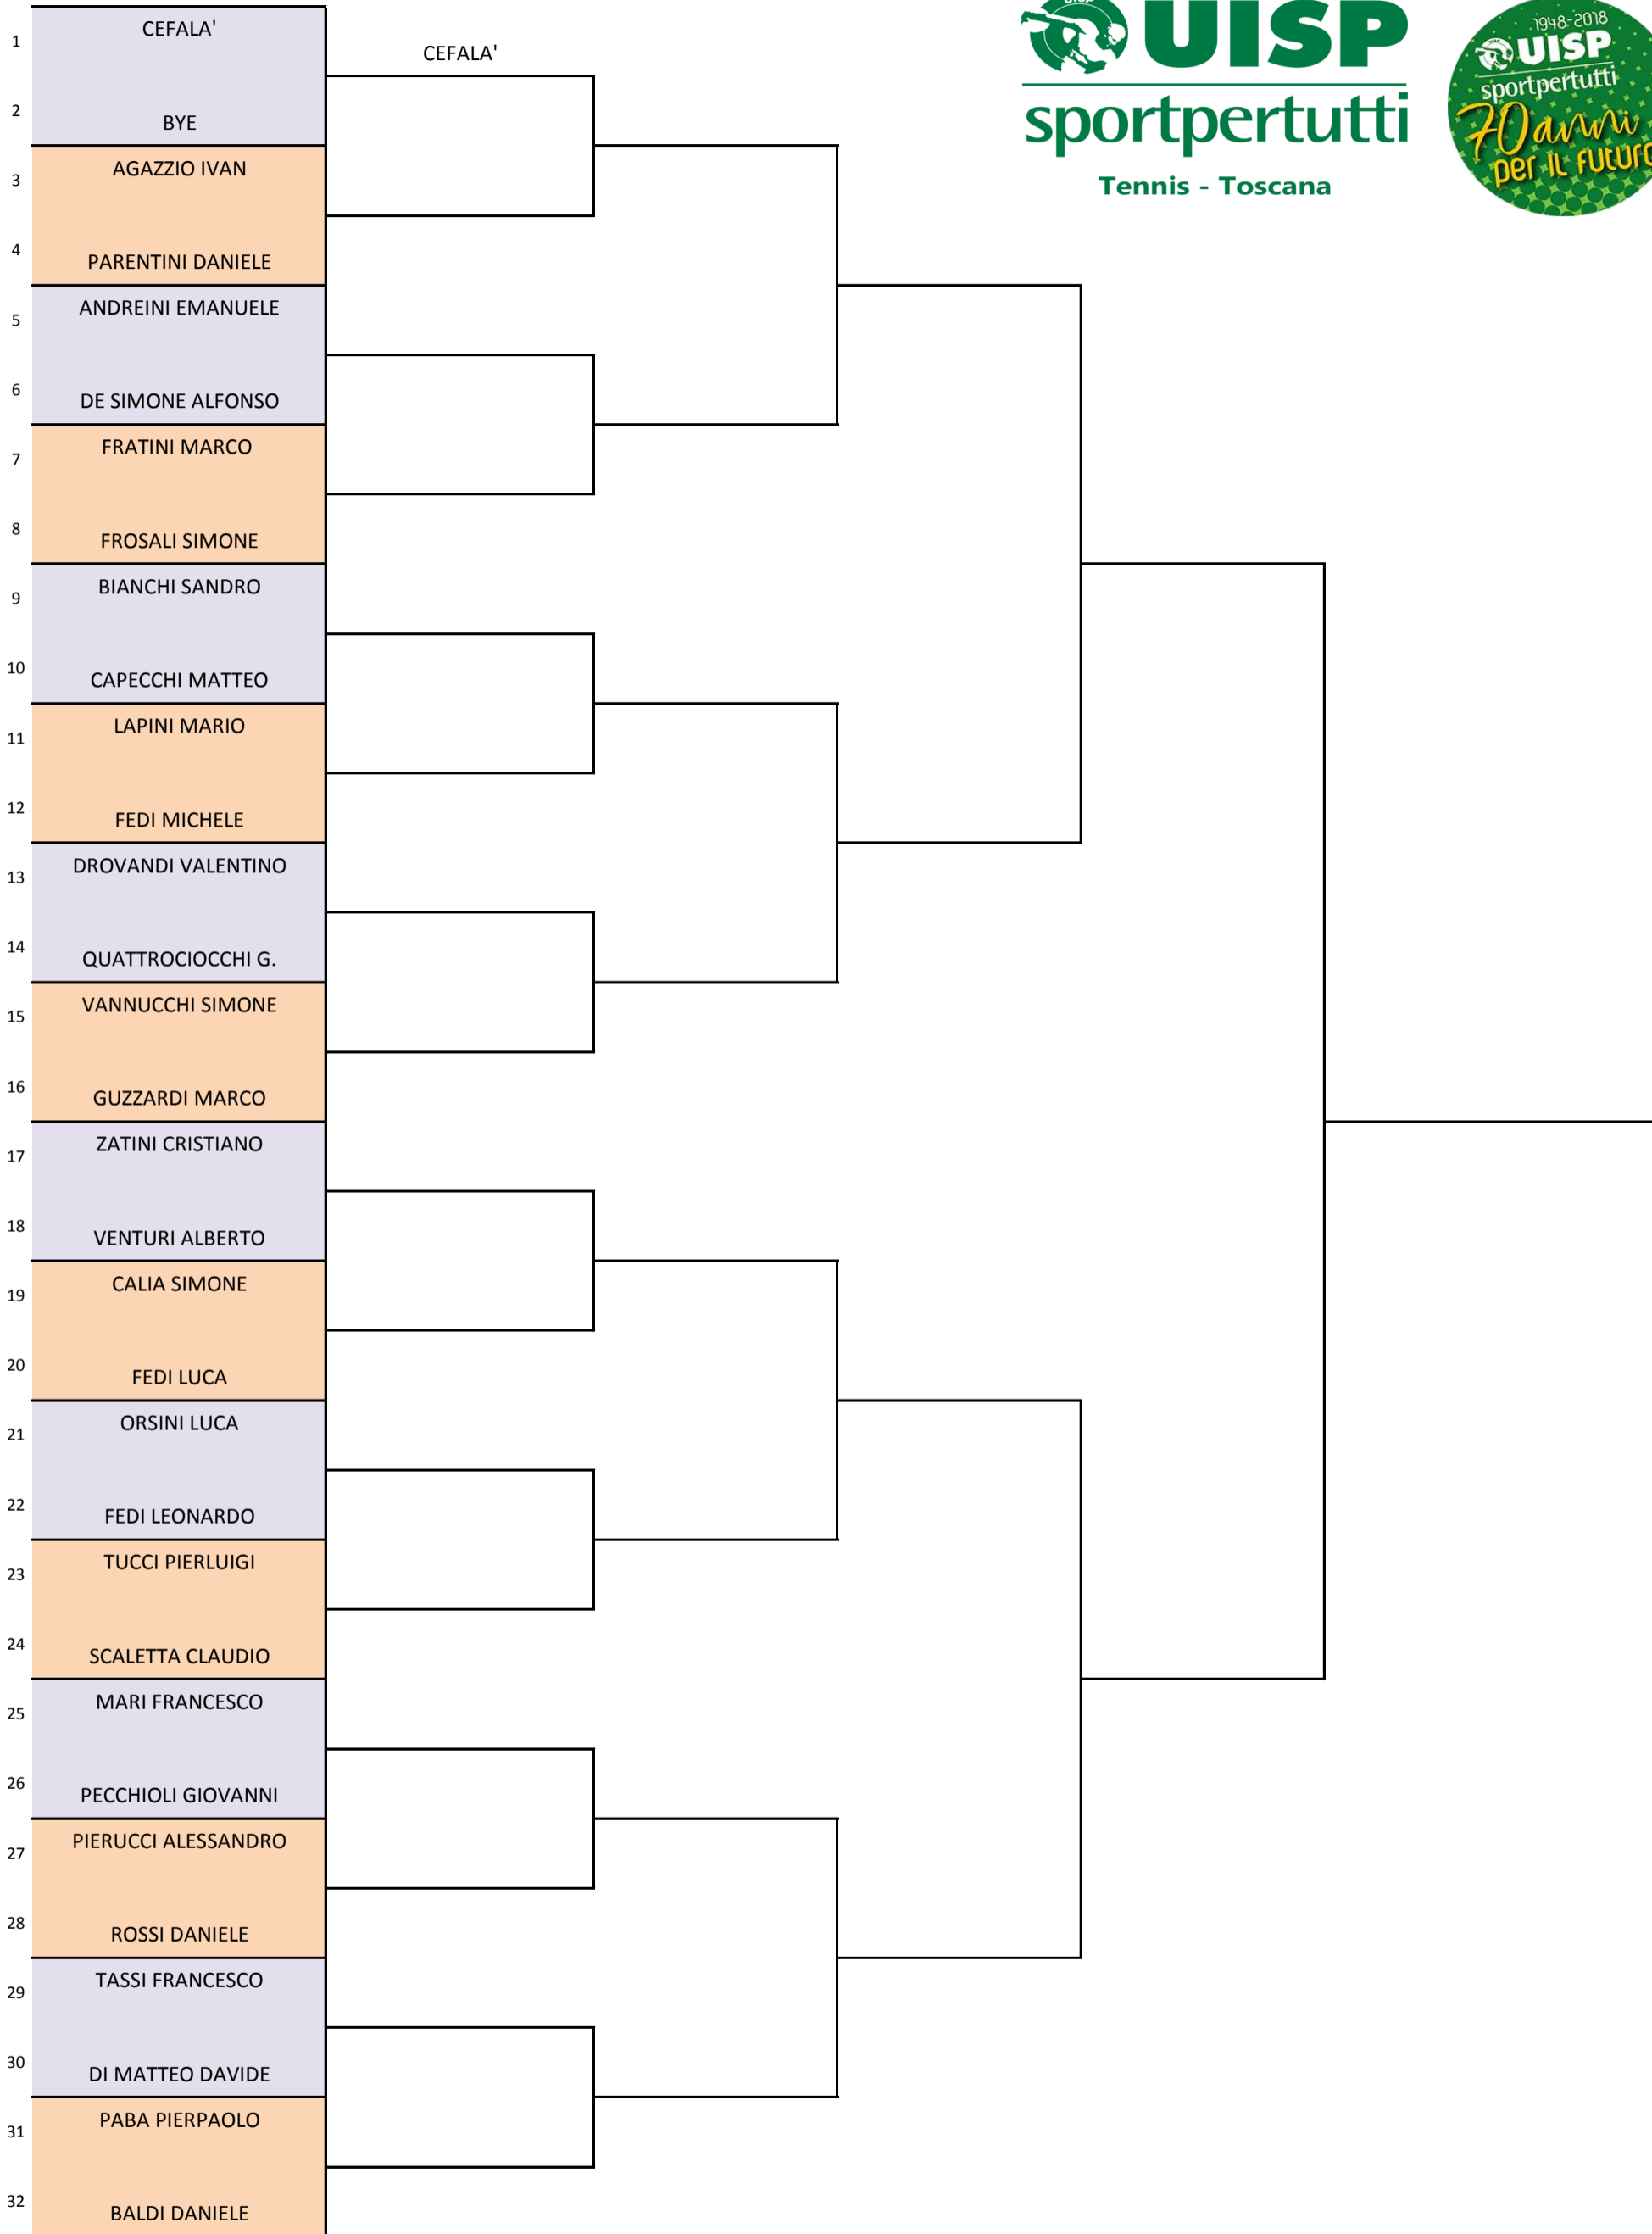 1
CEFALA'
2
BYE
CEFALA'
3
AGAZZIO IVAN
4
PARENTINI DANIELE
5
ANDREINI EMANUELE
6
DE SIMONE ALFONSO
7
FRATINI MARCO
8
FROSALI SIMONE
9
BIANCHI SANDRO
10
CAPECCHI MATTEO
11
LAPINI MARIO
12
FEDI MICHELE
13
DROVANDI VALENTINO
14
QUATTROCIOCCHI G.
15
VANNUCCHI SIMONE
16
GUZZARDI MARCO
17
ZATINI CRISTIANO
18
VENTURI ALBERTO
19
CALIA SIMONE
20
FEDI LUCA
21
ORSINI LUCA
22
FEDI LEONARDO
23
TUCCI PIERLUIGI
24
SCALETTA CLAUDIO
25
MARI FRANCESCO
26
PECCHIOLI GIOVANNI
27
PIERUCCI ALESSANDRO
28
ROSSI DANIELE
29
TASSI FRANCESCO
30
DI MATTEO DAVIDE
31
PABA PIERPAOLO
32
BALDI DANIELE
UISP
sportpertutti
Tennis - Toscana
1948-2018
UISP
sportpertutti
70 anni
per il futuro